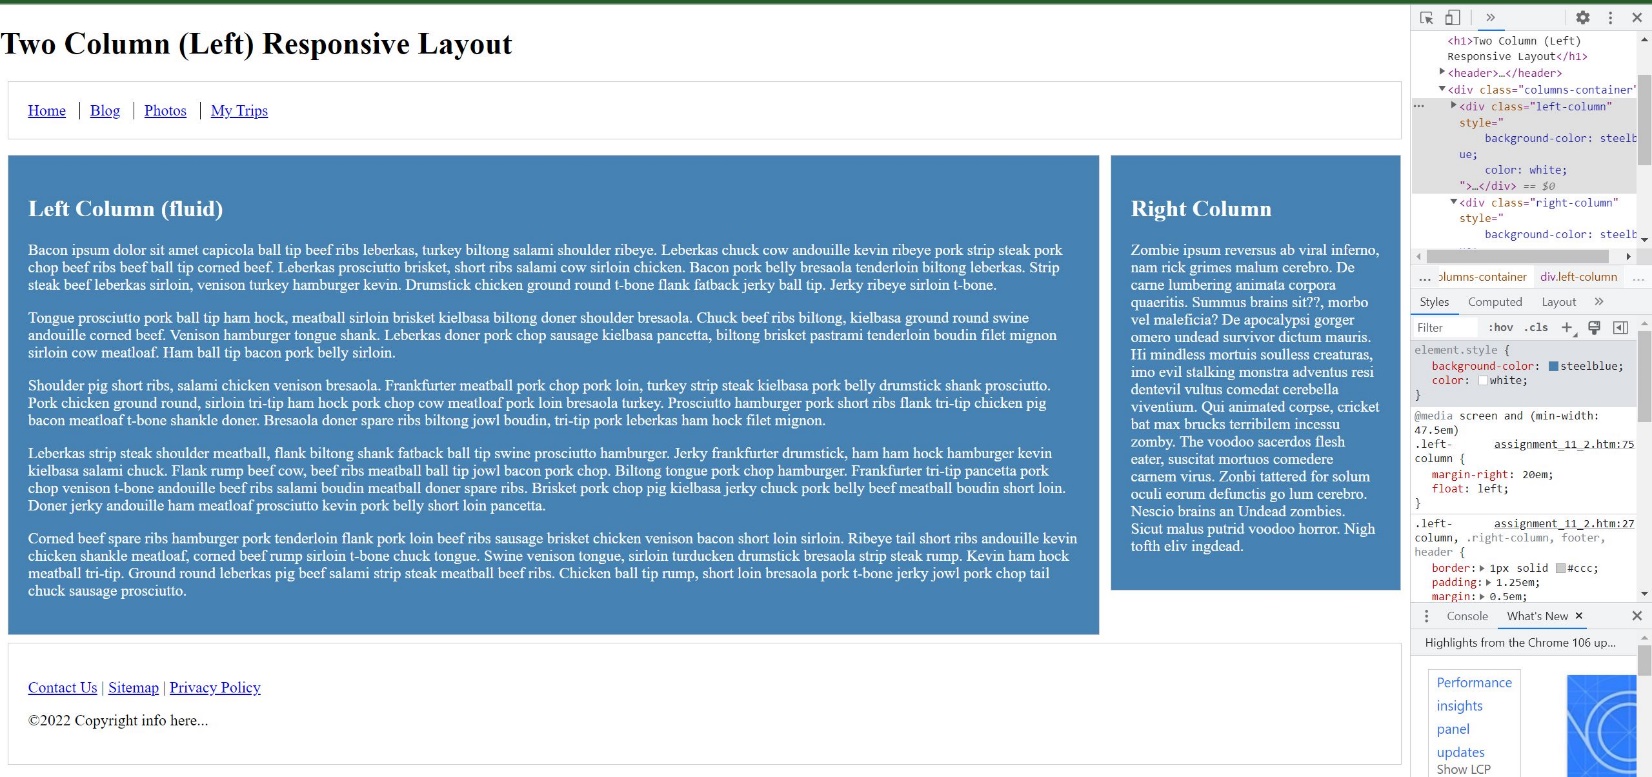 Two Column (Left) Responsive Layout
Home | Blog | Photos | My Trips
Left Column (fluid)
Bacon ipsum dolor sit amet capicola ball tip beef ribs leberkas, turkey biltong salami shoulder ribeye. Leberkas chuck cow andouille kevin ribeye pork strip steak pork
chop beef ribs beef ball tip corned beef. Leberkas prosciutto brisket, short ribs salami cow sirloin chicken. Bacon pork belly bresaola tenderloin biltong leberkas. Strip
steak beef leberkas sirloin, venison turkey hamburger kevin. Drumstick chicken ground round t-bone flank fatback jerky ball tip. Jerky ribeye sirloin t-bone.
Tongue prosciutto pork ball tip ham hock, meatball sirloin brisket kielbasa biltong doner shoulder bresaola. Chuck beef ribs biltong, kielbasa ground round swine
andouille corned beef. Venison hamburger tongue shank. Leberkas doner pork chop sausage kielbasa pancetta, biltong brisket pastrami tenderloin boudin filet mignon
sirloin cow meatloaf. Ham ball tip bacon pork belly sirloin.
Shoulder pig short ribs, salami chicken venison bresaola. Frankfurter meatball pork chop pork loin, turkey strip steak kielbasa pork belly drumstick shank prosciutto.
Pork chicken ground round, sirloin tri-tip ham hock pork chop cow meatloaf pork loin bresaola turkey. Prosciutto hamburger pork short ribs flank tri-tip chicken pig
bacon meatloaf t-bone shankle doner. Bresaola doner spare ribs biltong jowl boudin, tri-tip pork leberkas ham hock filet mignon.
Leberkas strip steak shoulder meatball, flank biltong shank fatback ball tip swine prosciutto hamburger. Jerky frankfurter drumstick, ham ham hock hamburger kevin
kielbasa salami chuck. Flank rump beef cow, beef ribs meatball ball tip jowl bacon pork chop. Biltong tongue pork chop hamburger. Frankfurter tri-tip pancetta pork
chop venison t-bone andouille beef ribs salami boudin meatball doner spare ribs. Brisket pork chop pig kielbasa jerky chuck pork belly beef meatball boudin short loin.
Doner jerky andouille ham meatloaf prosciutto kevin pork belly short loin pancetta.
Corned beef spare ribs hamburger pork tenderloin flank pork loin beef ribs sausage brisket chicken venison bacon short loin sirloin. Ribeye tail short ribs andouille kevin
chicken shankle meatloaf, corned beef rump sirloin t-bone chuck tongue. Swine venison tongue, sirloin turducken drumstick bresaola strip steak rump. Kevin ham hock
meatball tri-tip. Ground round leberkas pig beef salami strip steak meatball beef ribs. Chicken ball tip rump, short loin bresaola pork t-bone jerky jowl pork chop tail
chuck sausage prosciutto.
Right Column
Zombie ipsum reversus ab viral inferno,
nam rick grimes malum cerebro. De
carne lumbering animata corpora
quaeritis. Summus brains sit??, morbo
vel maleficia? De apocalypsi gorger
omero undead survivor dictum mauris.
Hi mindless mortuis soulless creaturas,
imo evil stalking monstra adventus resi
dentevil vultus comedat cerebella
viventium. Qui animated corpse, cricket
bat max brucks terribilem incessu
zomby. The voodoo sacerdos flesh
eater, suscitat mortuos comedere
carnem virus. Zonbi tattered for solum
oculi eorum defunctis go lum cerebro.
Nescio brains an Undead zombies.
Sicut malus putrid voodoo horror. Nigh
tofth eliv ingdead.
Contact Us | Sitemap | Privacy Policy
©2022 Copyright info here...
<h1>Two Column (Left)
Responsive Layout</h1>
<header>…</header>
<div class="columns-container"
<div class="left-column"
style="
background-color: steelb
ue;
color: white;
">…</div> == $0
<div class="right-column"
style="
background-color: steelb
... olumns-container div.left-column ...
Styles Computed Layout »
Filter :hov .cls +
element.style {
background-color: steelblue;
color: white;
}
@media screen and (min-width:
47.5em)
.left- assignment_11_2.htm:75
column {
margin-right: 20em;
float: left;
}
.left- assignment_11_2.htm:27
column, .right-column, footer,
header {
border: 1px solid #ccc;
padding: 1.25em;
margin: 0.5em;
Console What's New ×
Highlights from the Chrome 106 up...
Performance
insights
panel
updates
Show LCP